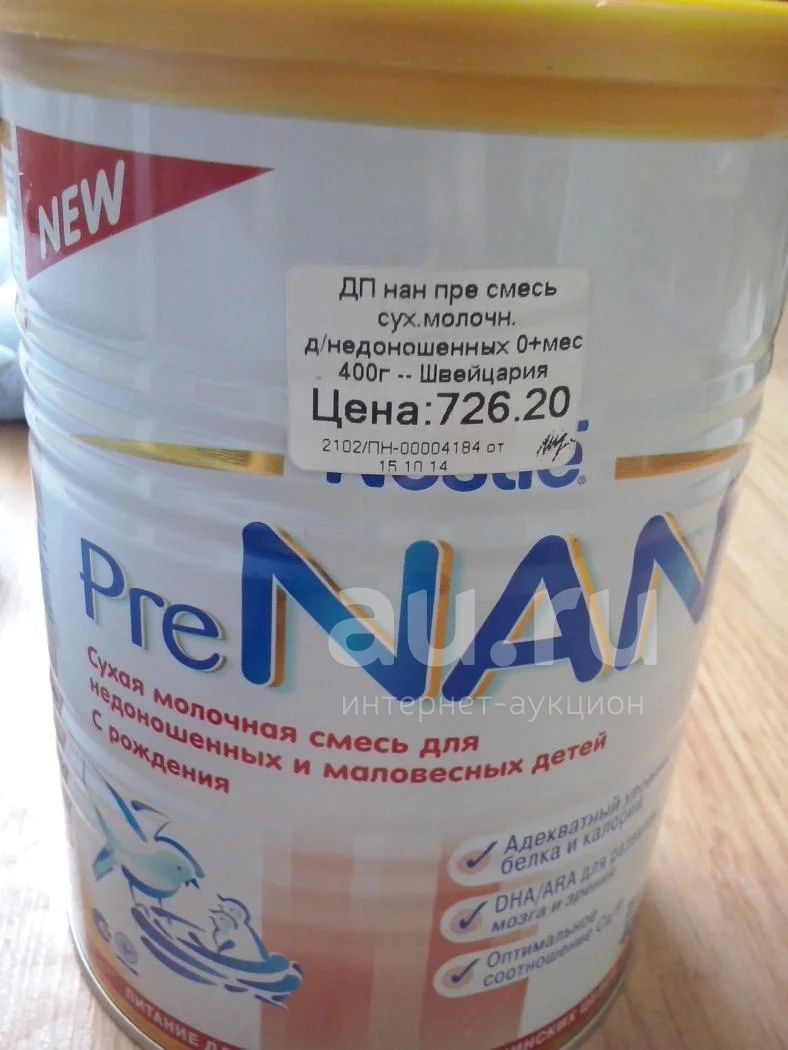 NEW
ДП нан пре смесь
сух.молочн.
д/недоношенных 0+мес
400г -- Швейцария
Цена:726.20
2102/ПН-00004184 от
15.10.14
Nestlé
PreNAN
au.ru
интернет-аукцион
Сухая молочная смесь для
недоношенных и маловесных детей
С рождения
Адекватный
белка и калорий
DHA/ARA для
мозга и зрения
Оптимальное
соотношение Ca/P
ПИТАНИЕ